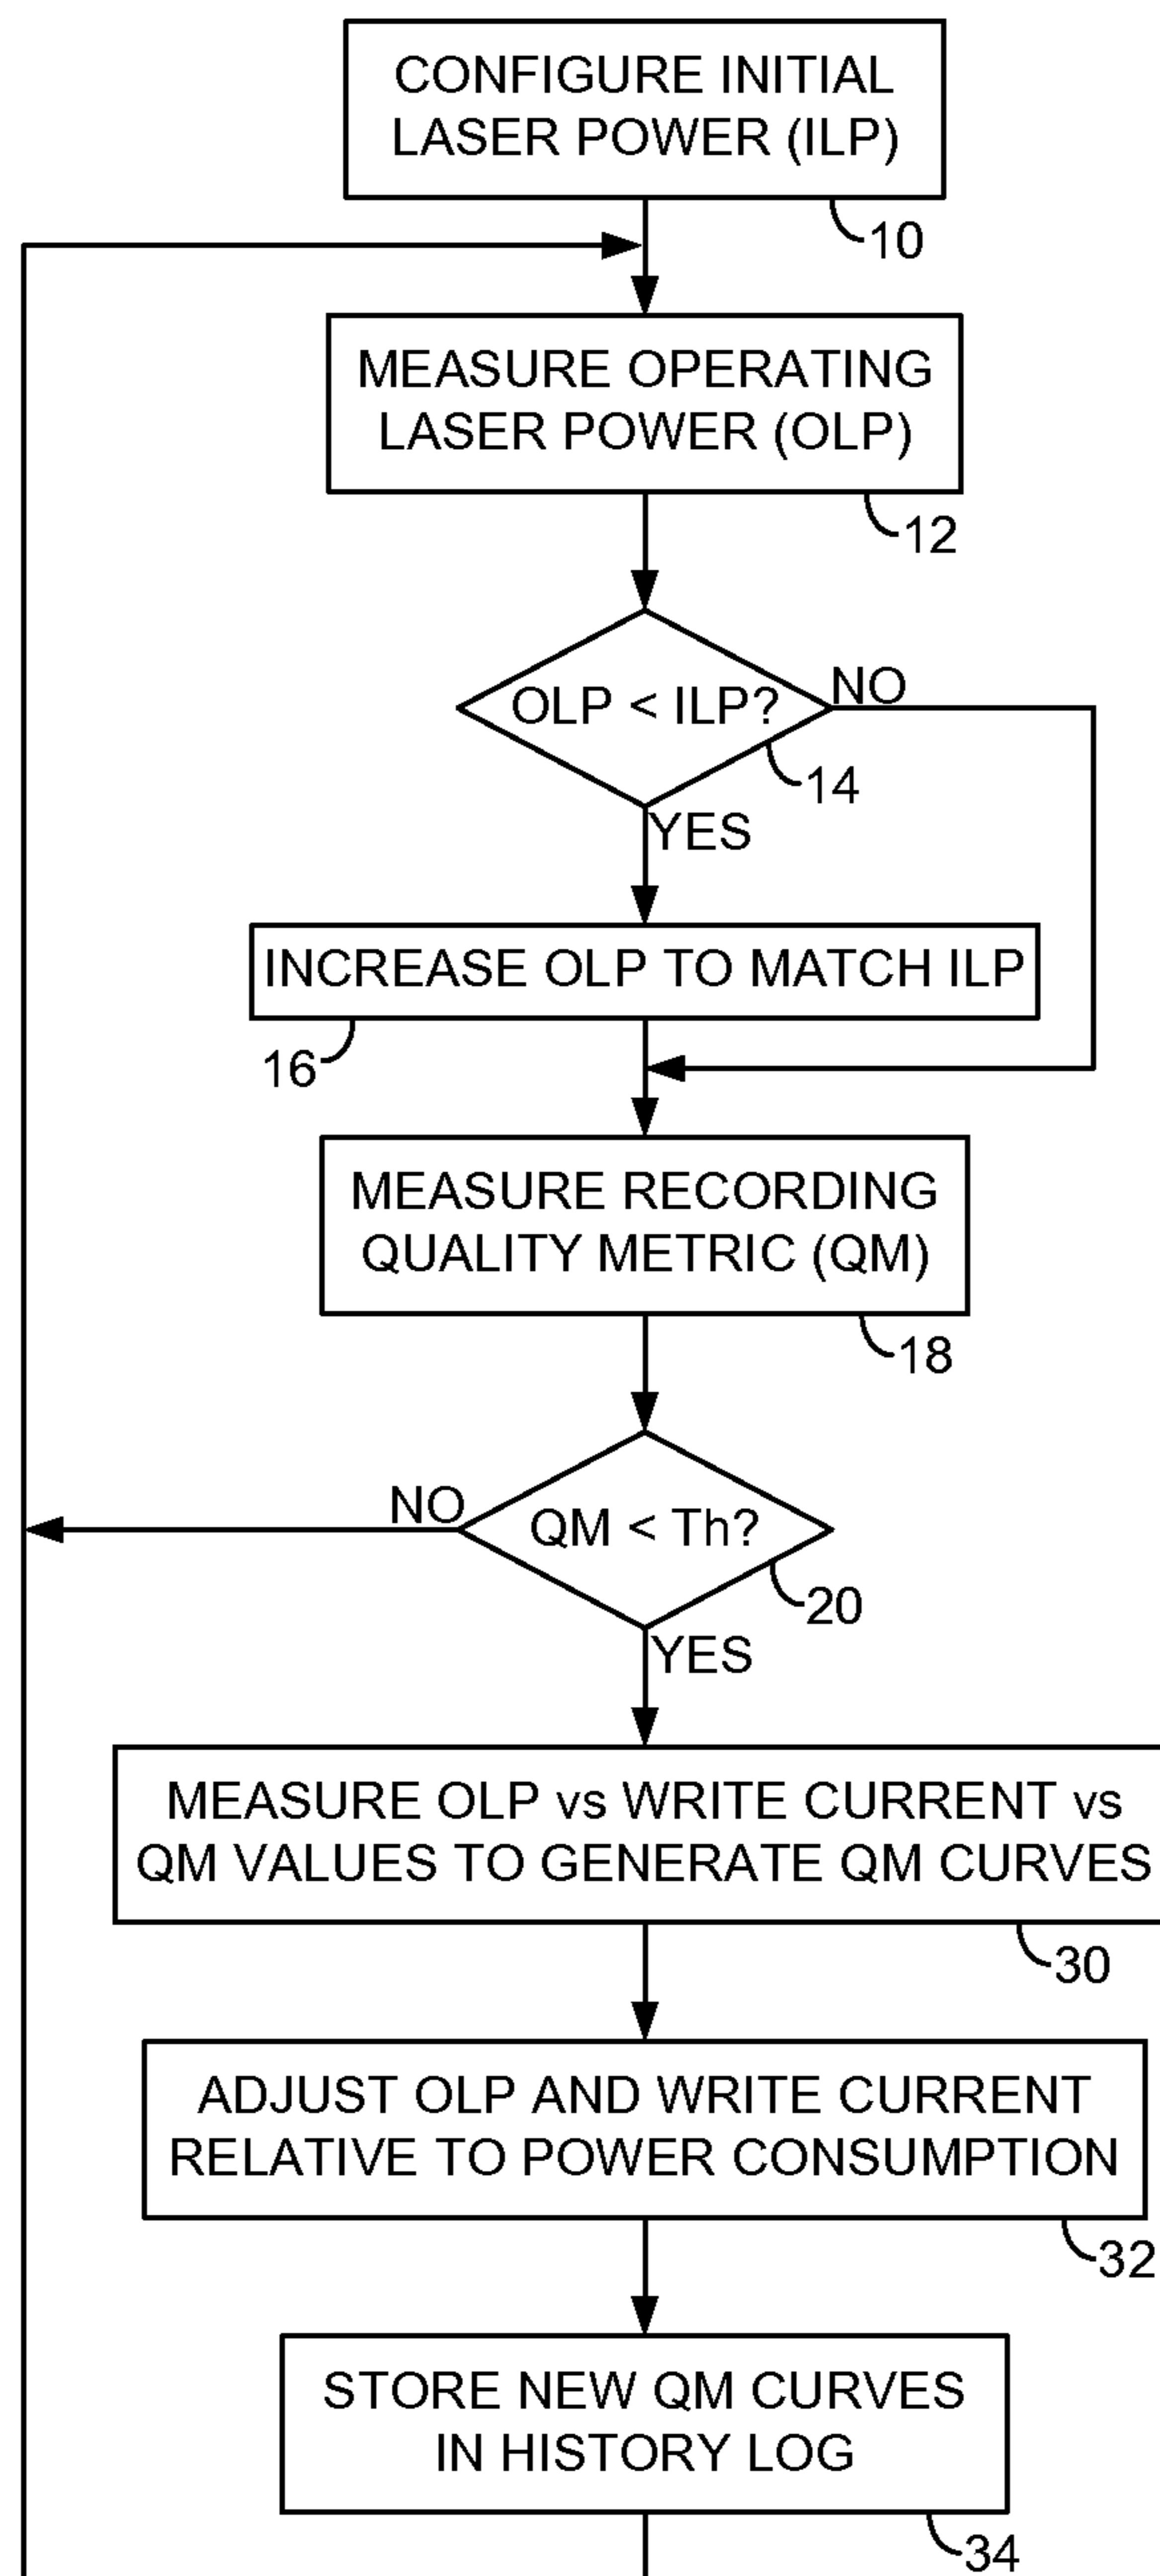 CONFIGURE INITIAL
LASER POWER (ILP)
10
MEASURE OPERATING
LASER POWER (OLP)
12
OLP < ILP?
NO
14
YES
INCREASE OLP TO MATCH ILP
16
MEASURE RECORDING
QUALITY METRIC (QM)
18
NO
QM < Th?
20
YES
MEASURE OLP vs WRITE CURRENT vs
QM VALUES TO GENERATE QM CURVES
30
ADJUST OLP AND WRITE CURRENT
RELATIVE TO POWER CONSUMPTION
32
STORE NEW QM CURVES
IN HISTORY LOG
34